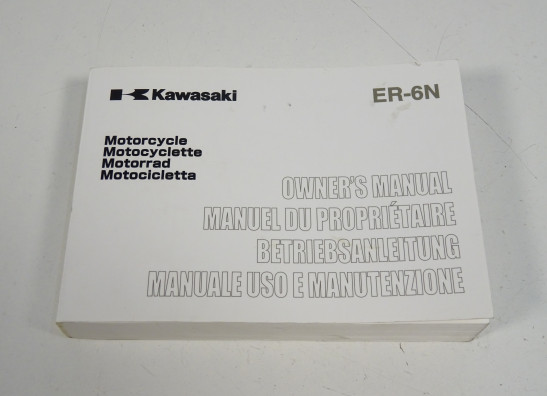 Kawasaki
ER-6N
Motorcycle
Motocyclette
Motorrad
Motocicletta
OWNER'S MANUAL
MANUEL DU PROPRIÉTAIRE
BETRIEBSANLEITUNG
MANUALE USO E MANUTENZIONE